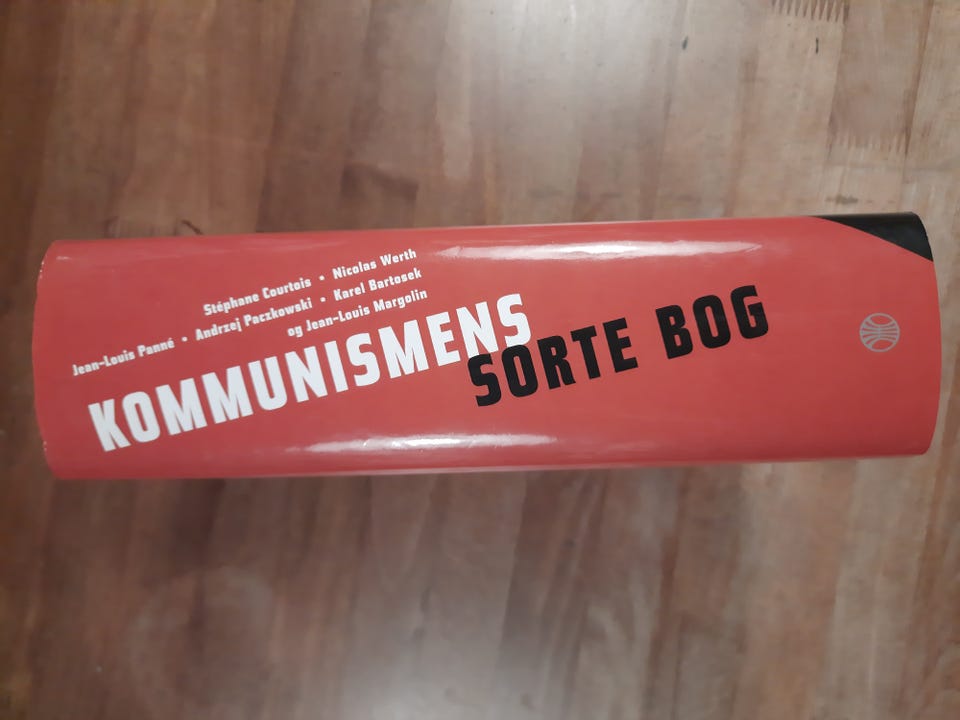 Stéphane Courtois • Nicolas Werth
Jean-Louis Panné • Andrzej Paczkowski • Karel Bartosek
og Jean-Louis Margolin
KOMMUNISMENS
SORTE BOG